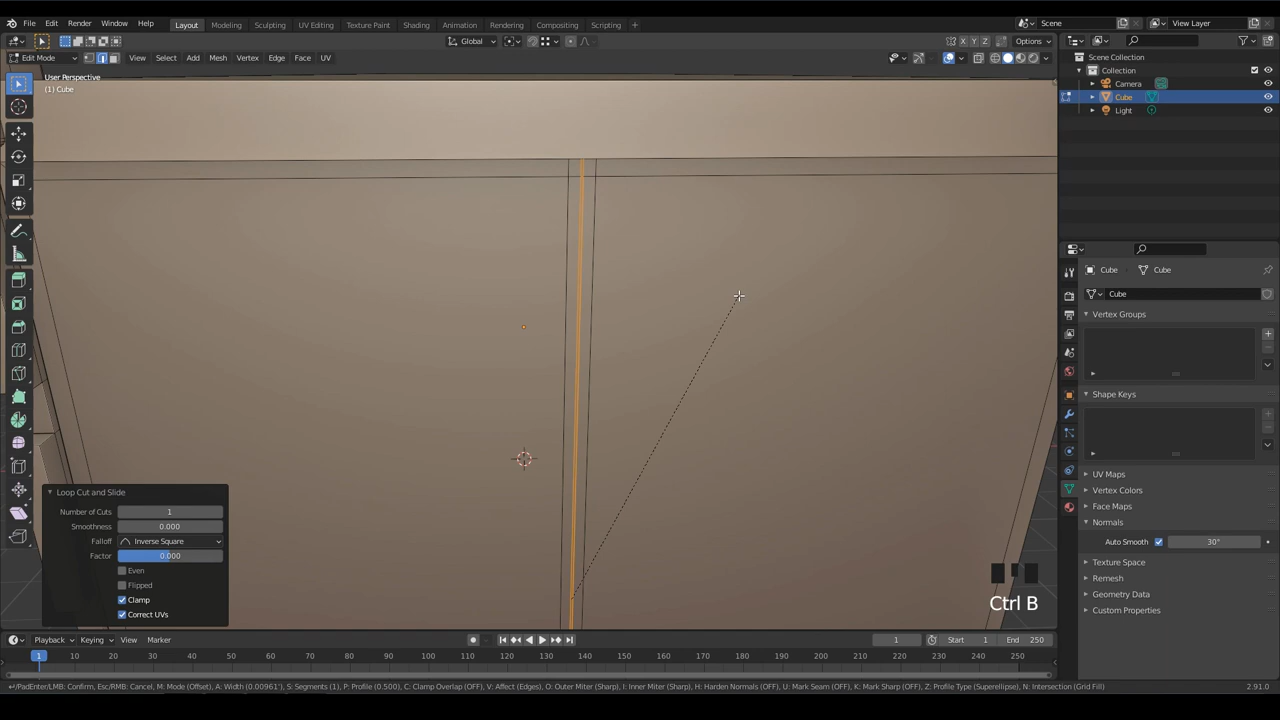 File Edit Render Window Help Layout Modeling Sculpting UV Editing Texture Paint Shading Animation Rendering Compositing Scripting + Scene View Layer
Global X Y Z Options
Edit Mode View Select Add Mesh Vertex Edge Face UV
User Perspective
(1) Cube
Scene Collection
Collection
Camera
Cube
Light
Cube Cube
Cube
Vertex Groups
Shape Keys
UV Maps
Vertex Colors
Face Maps
Normals
Auto Smooth 30°
Texture Space
Remesh
Geometry Data
Custom Properties
Loop Cut and Slide
Number of Cuts 1
Smoothness 0.000
Falloff Inverse Square
Factor 0.000
Even
Flipped
Clamp
Correct UVs
Ctrl B
Playback Keying View Marker 1 Start 1 End 250
1 10 20 30 40 50 60 70 80 90 100 110 120 130 140 150 160 170 180 190 200 210 220 230 240 250
↵/PadEnter/LMB: Confirm, Esc/RMB: Cancel, M: Mode (Offset), A: Width (0.00961'), S: Segments (1), P: Profile (0.500), C: Clamp Overlap (OFF), V: Affect (Edges), O: Outer Miter (Sharp), I: Inner Miter (Sharp), H: Harden Normals (OFF), U: Mark Seam (OFF), K: Mark Sharp (OFF), Z: Profile Type (Superellipse), N: Intersection (Grid Fill) 2.91.0